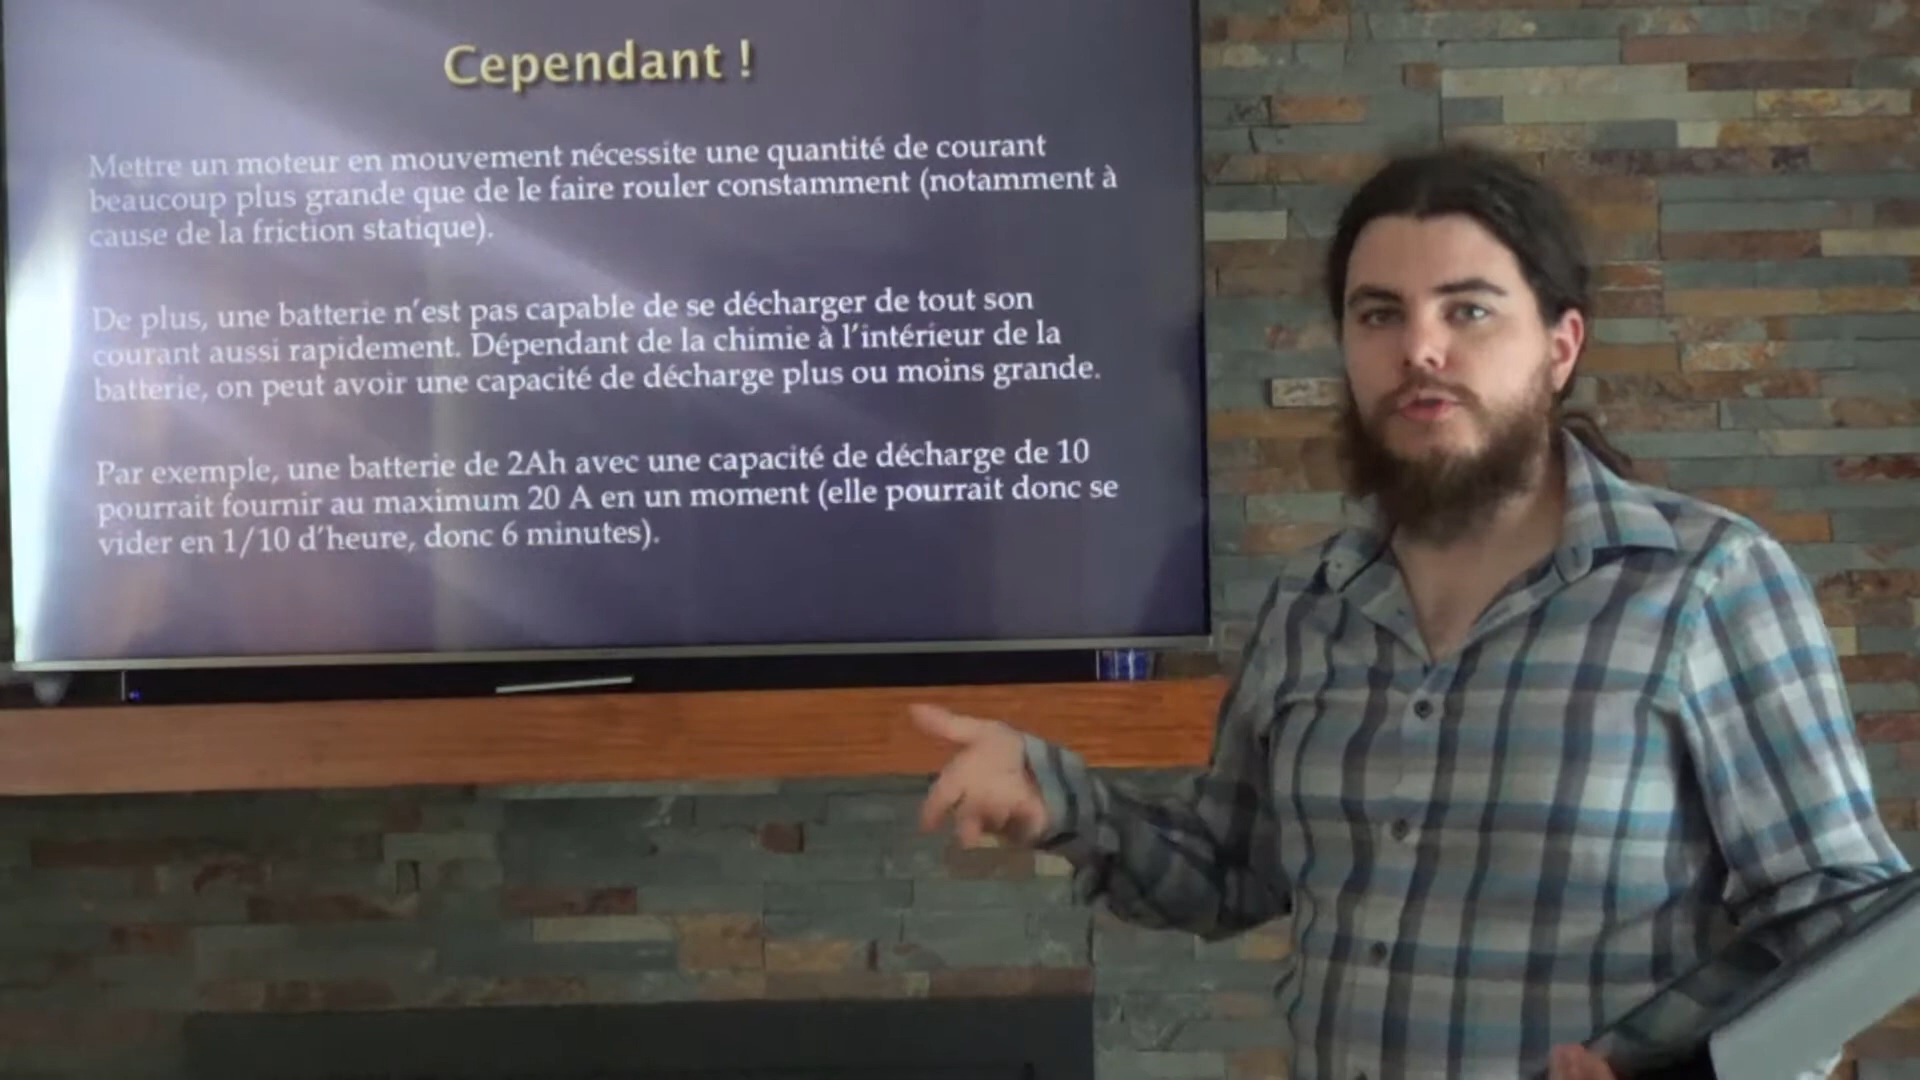 Cependant !
Mettre un moteur en mouvement nécessite une quantité de courant
beaucoup plus grande que de le faire rouler constamment (notamment à
cause de la friction statique).
De plus, une batterie n'est pas capable de se décharger de tout son
courant aussi rapidement. Dépendant de la chimie à l'intérieur de la
batterie, on peut avoir une capacité de décharge plus ou moins grande.
Par exemple, une batterie de 2Ah avec une capacité de décharge de 10
pourrait fournir au maximum 20 A en un moment (elle pourrait donc se
vider en 1/10 d'heure, donc 6 minutes).